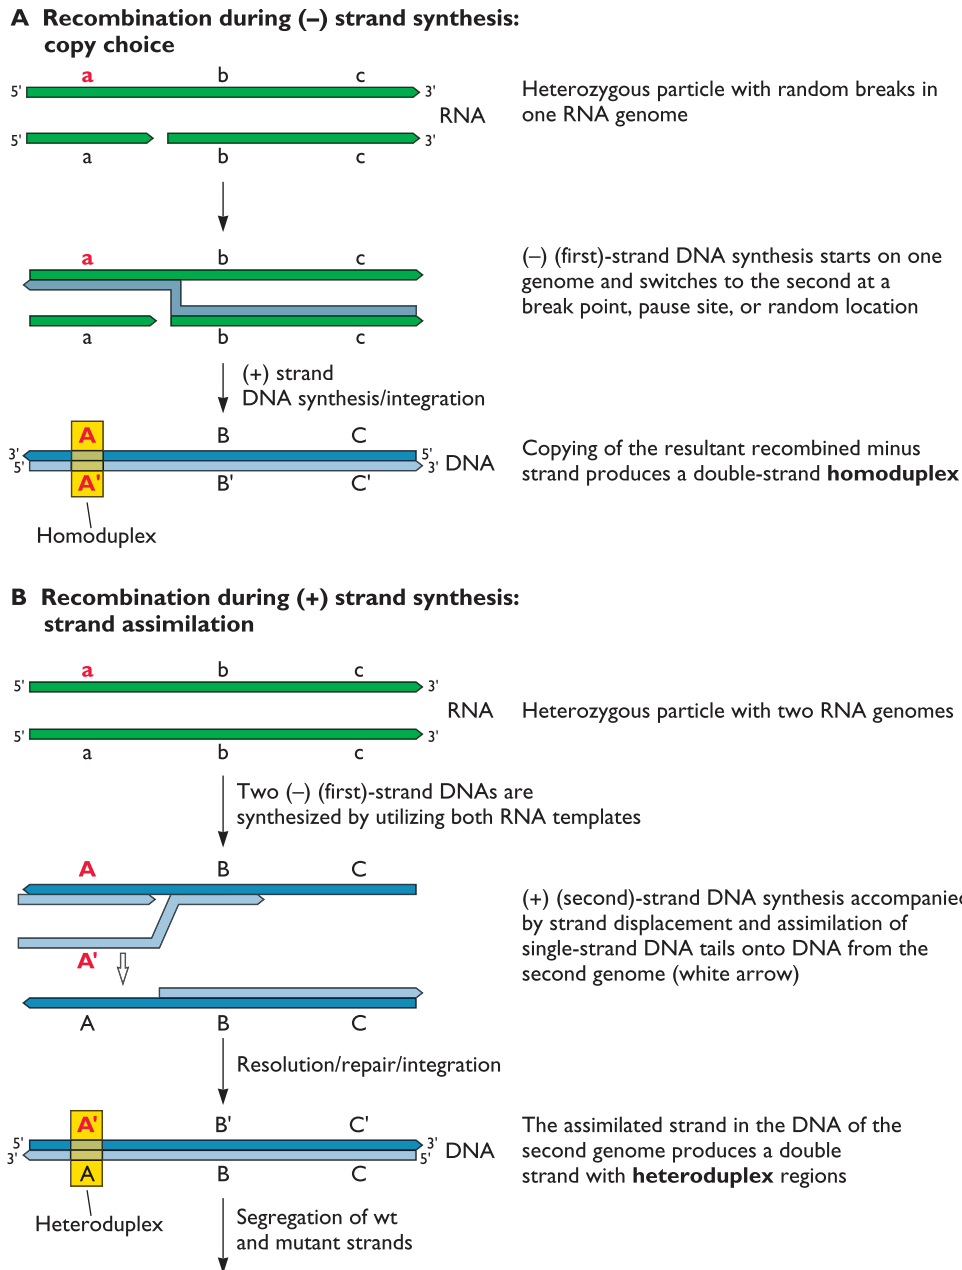 A Recombination during (–) strand synthesis:
copy choice
a b c
5' 3'
RNA
Heterozygous particle with random breaks in
one RNA genome
5' 3'
a b c
a b c
(–) (first)-strand DNA synthesis starts on one
genome and switches to the second at a
break point, pause site, or random location
a b c
(+) strand
DNA synthesis/integration
A B C
3' 5'
5' 3'
DNA
A' B' C'
Copying of the resultant recombined minus
strand produces a double-strand homoduplex
Homoduplex
B Recombination during (+) strand synthesis:
strand assimilation
a b c
5' 3'
RNA
Heterozygous particle with two RNA genomes
5' 3'
a b c
Two (–) (first)-strand DNAs are
synthesized by utilizing both RNA templates
A B C
(+) (second)-strand DNA synthesis accompanied
by strand displacement and assimilation of
single-strand DNA tails onto DNA from the
second genome (white arrow)
A'
A B C
Resolution/repair/integration
A' B' C'
5' 3'
3' 5'
DNA
A B C
The assimilated strand in the DNA of the
second genome produces a double
strand with heteroduplex regions
Heteroduplex
Segregation of wt
and mutant strands